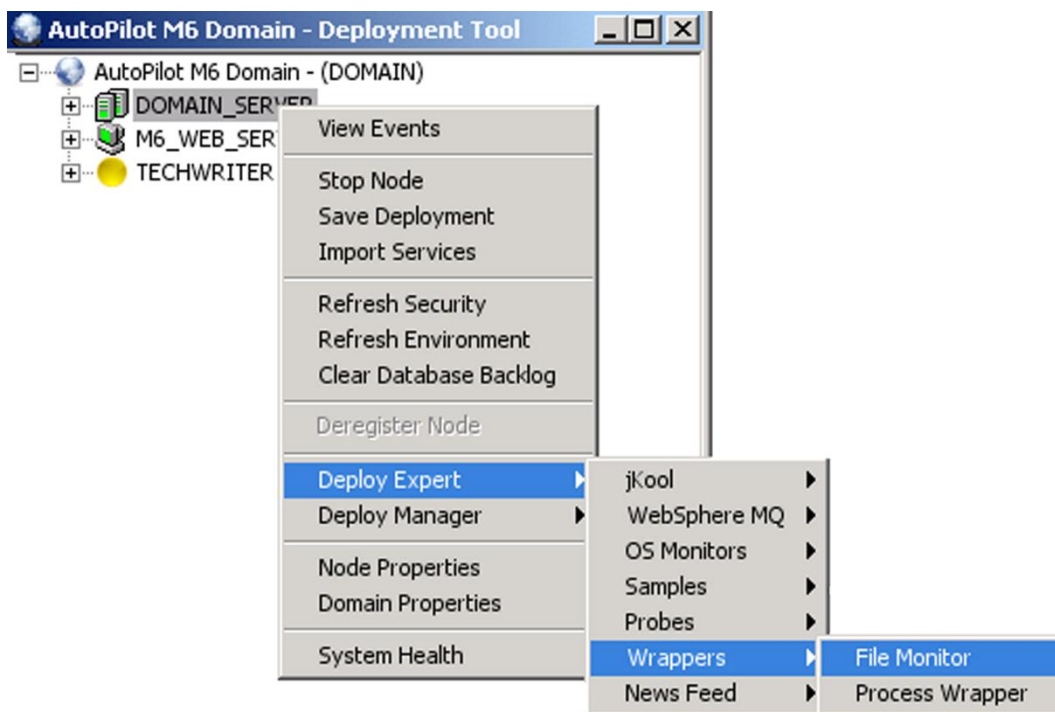 AutoPilot M6 Domain - Deployment Tool
AutoPilot M6 Domain - (DOMAIN)
DOMAIN_SERVER
M6_WEB_SER
TECHWRITER
View Events
Stop Node
Save Deployment
Import Services
Refresh Security
Refresh Environment
Clear Database Backlog
Deregister Node
Deploy Expert
Deploy Manager
Node Properties
Domain Properties
System Health
jKool
WebSphere MQ
OS Monitors
Samples
Probes
Wrappers
News Feed
File Monitor
Process Wrapper